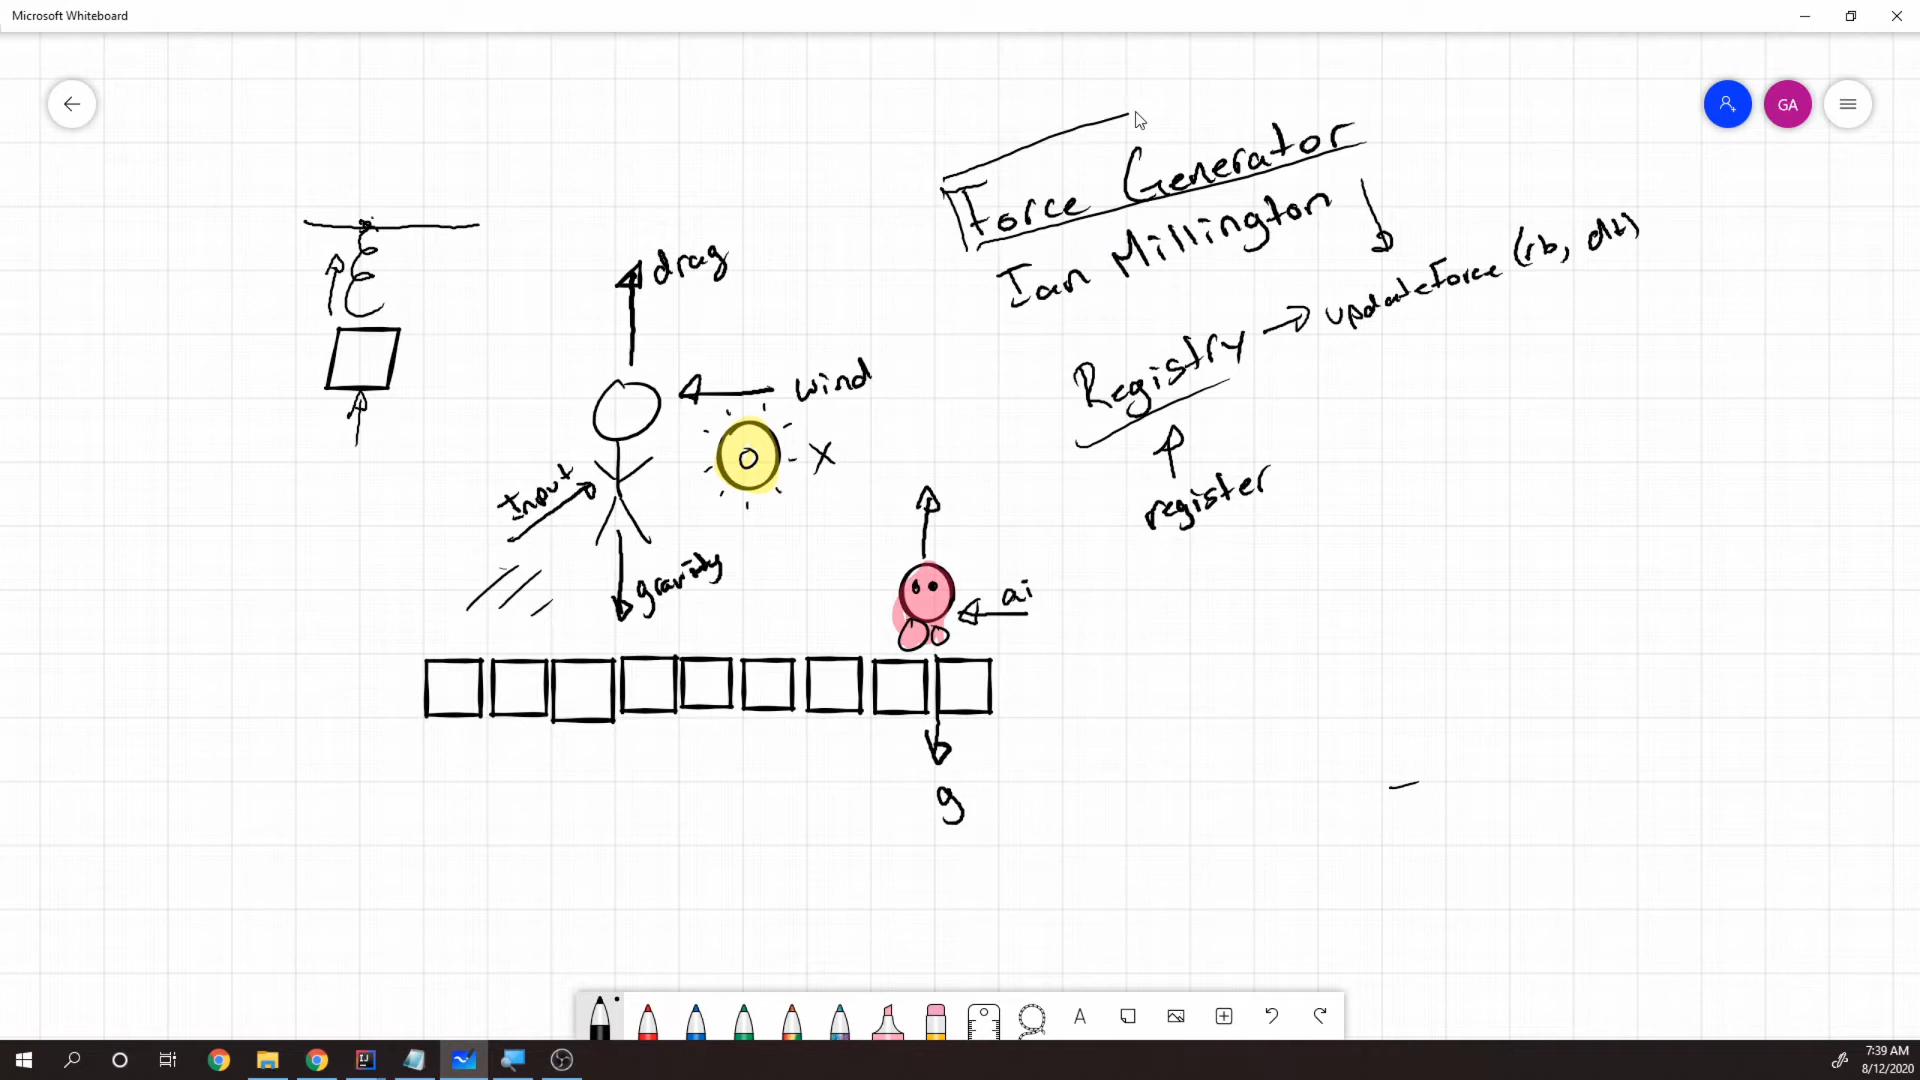 Microsoft Whiteboard
GA
Force Generator
Ian Millington
updateForce (rb, dt)
Registry
register
drag
wind
X
Input
gravity
ai
g
A
7:39 AM
8/12/2020